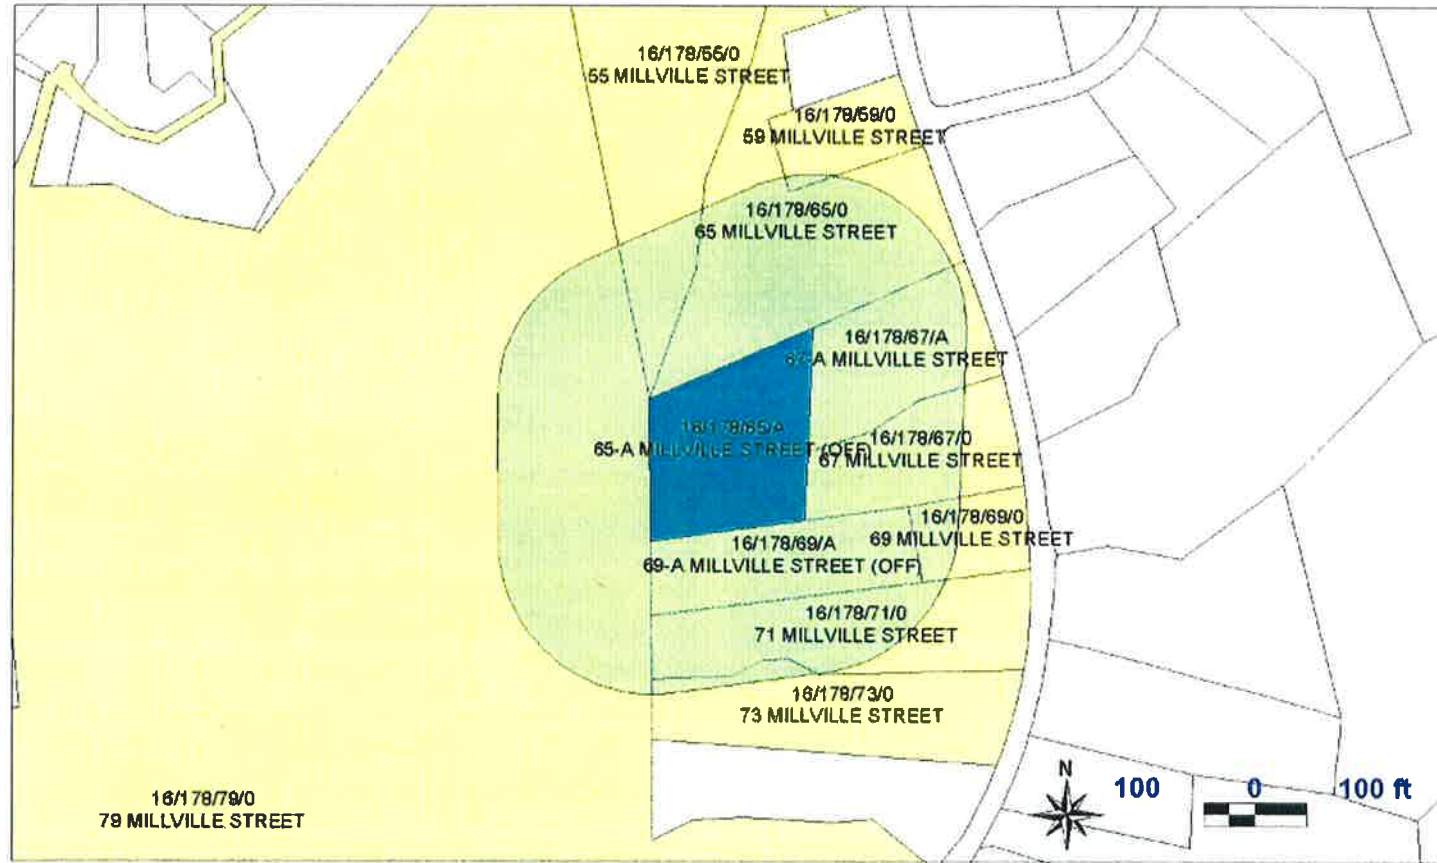 16/178/55/0
55 MILLVILLE STREET
16/178/59/0
59 MILLVILLE STREET
16/178/65/0
65 MILLVILLE STREET
16/178/67/A
67-A MILLVILLE STREET
16/178/65/A
65-A MILLVILLE STREET (OFF)
16/178/67/0
67 MILLVILLE STREET
16/178/69/0
69 MILLVILLE STREET
16/178/69/A
69-A MILLVILLE STREET (OFF)
16/178/71/0
71 MILLVILLE STREET
16/178/73/0
73 MILLVILLE STREET
16/178/79/0
79 MILLVILLE STREET
N
100 0 100 ft